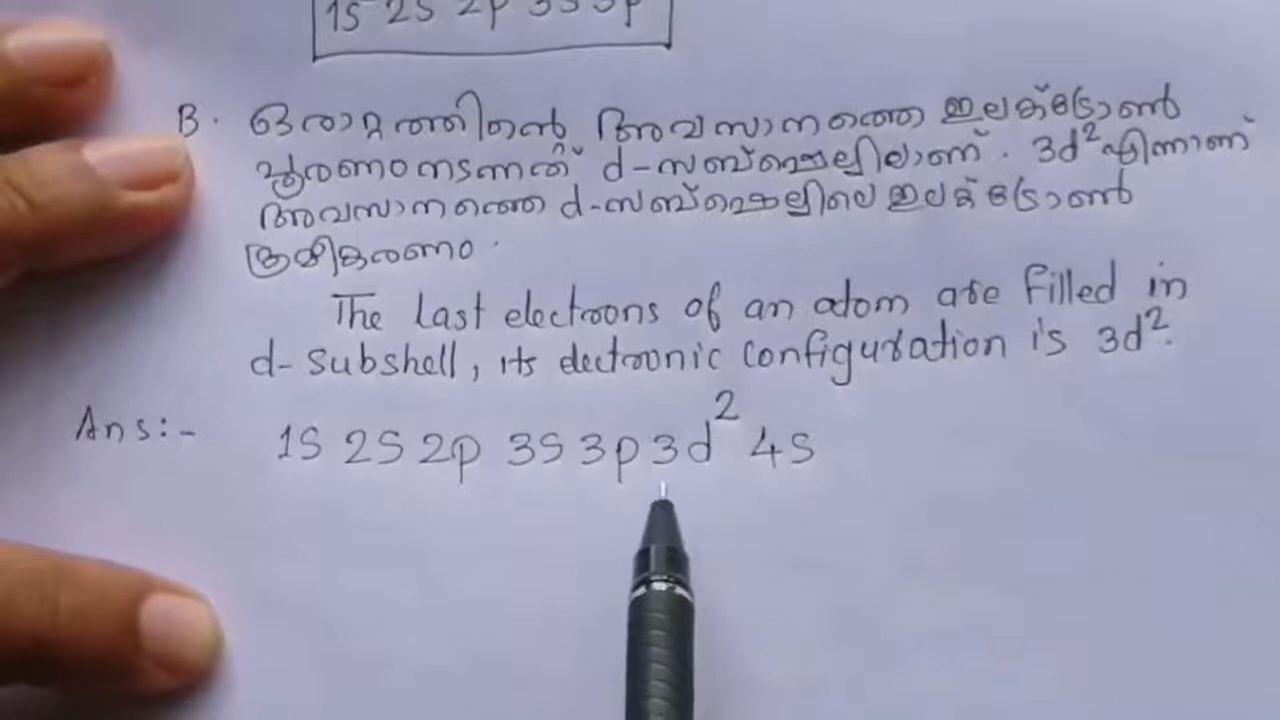 1S 2S 2p 3S 3p
B. ഒരാറ്റത്തിന്റെ അവസാനത്തെ ഇലക്ട്രോൺ
പൂരണം നടന്നത് d-സബ്ഷെല്ലിലാണ്. 3d² എന്നാണ്
അവസാനത്തെ d-സബ്ഷെല്ലിലെ ഇലക്ട്രോൺ
ക്രമീകരണം.
The last electrons of an atom are filled in
d-subshell, its electronic configuration is 3d².
Ans:- 1S 2S 2p 3S 3p 3d² 4S